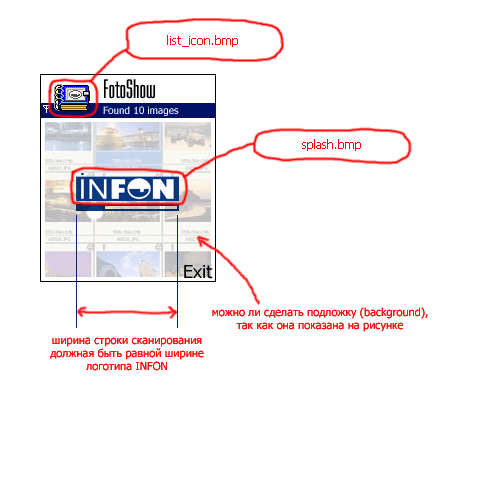 list_icon.bmp
FotoShow
Found 10 images
splash.bmp
INFON
Exit
можно ли сделать подложку (background),
так как она показана на рисунке
ширина строки сканирования
должная быть равной ширине
логотипа INFON